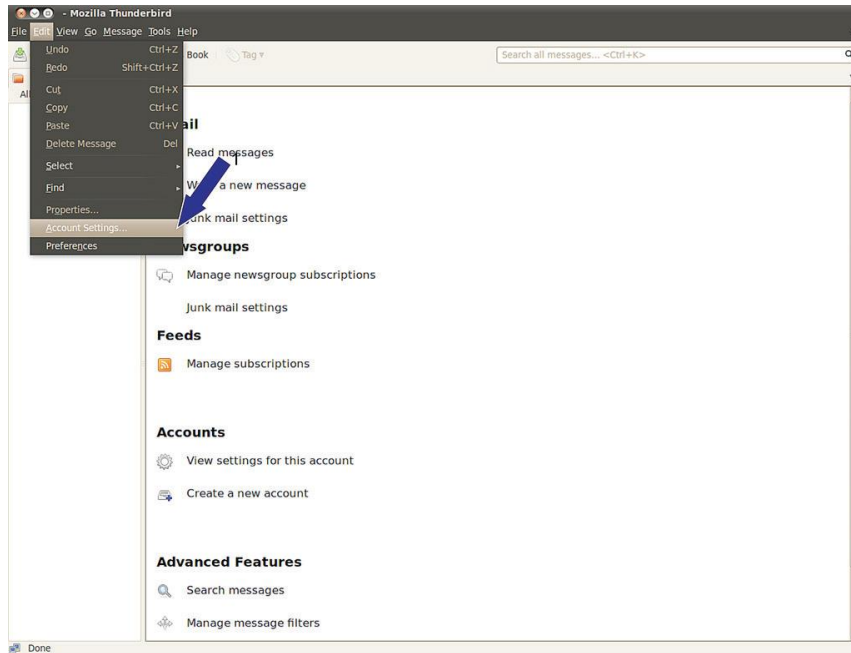 - Mozilla Thunderbird
File Edit View Go Message Tools Help
Book Tag Search all messages... <Ctrl+K>
Undo Ctrl+Z
Redo Shift+Ctrl+Z
Cut Ctrl+X
Copy Ctrl+C
Paste Ctrl+V
Delete Message Del
Select
Find
Properties...
Account Settings...
Preferences
Read messages
a new message
mail settings
Newsgroups
Manage newsgroup subscriptions
Junk mail settings
Feeds
Manage subscriptions
Accounts
View settings for this account
Create a new account
Advanced Features
Search messages
Manage message filters
Done